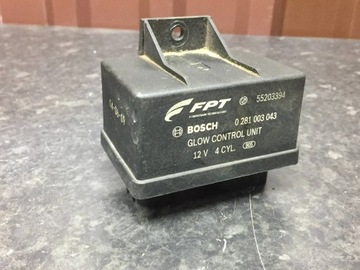 FPT
55203394
BOSCH 0 281 003 043
GLOW CONTROL UNIT
12 V 4 CYL.